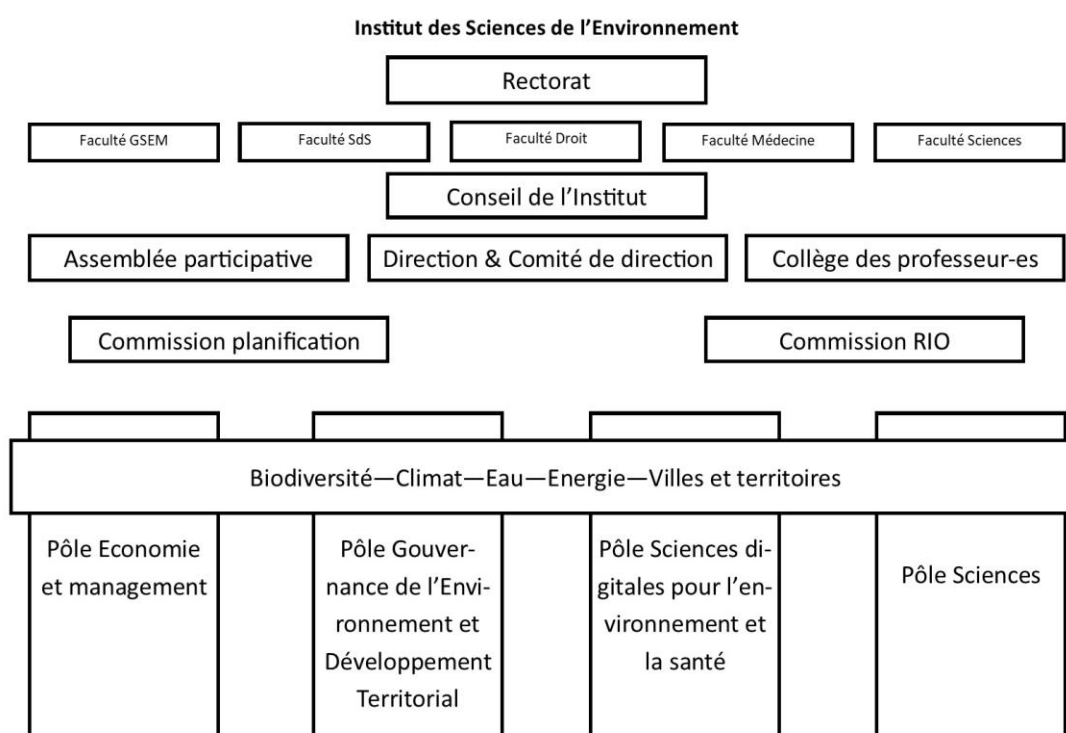 Institut des Sciences de l’Environnement
Rectorat
Faculté GSEM
Faculté SdS
Faculté Droit
Faculté Médecine
Faculté Sciences
Conseil de l’Institut
Assemblée participative
Direction & Comité de direction
Collège des professeur-es
Commission planification
Commission RIO
Biodiversité—Climat—Eau—Energie—Villes et territoires
Pôle Economie
et management
Pôle Gouver-
nance de l’Envi-
ronnement et
Développement
Territorial
Pôle Sciences di-
gitales pour l’en-
vironnement et
la santé
Pôle Sciences